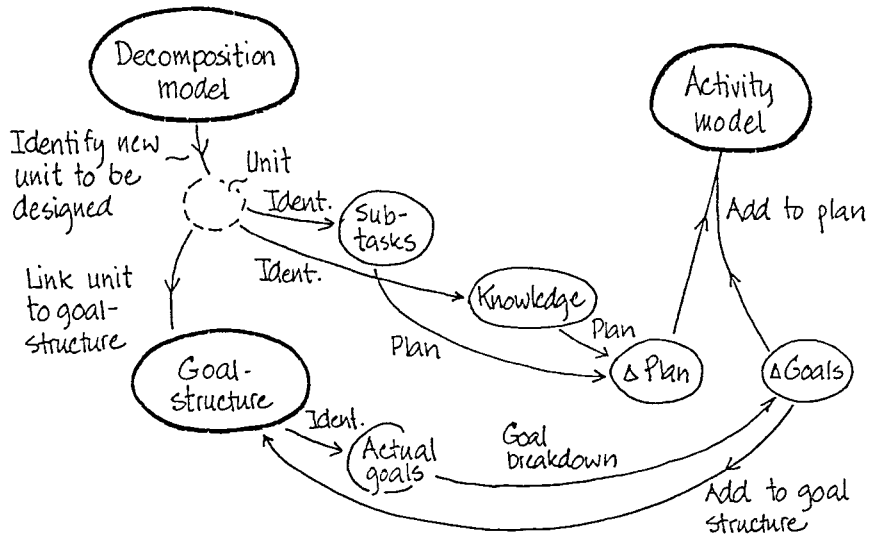 Decomposition
model
Activity
model
Identify new
unit to be
designed
Unit
Ident.
Sub-
tasks
Add to plan
Ident.
Link unit
to goal-
structure
Knowledge
Plan
Plan
Δ Plan
ΔGoals
Goal-
structure
Ident.
Actual
goals
Goal
breakdown
Add to goal
structure